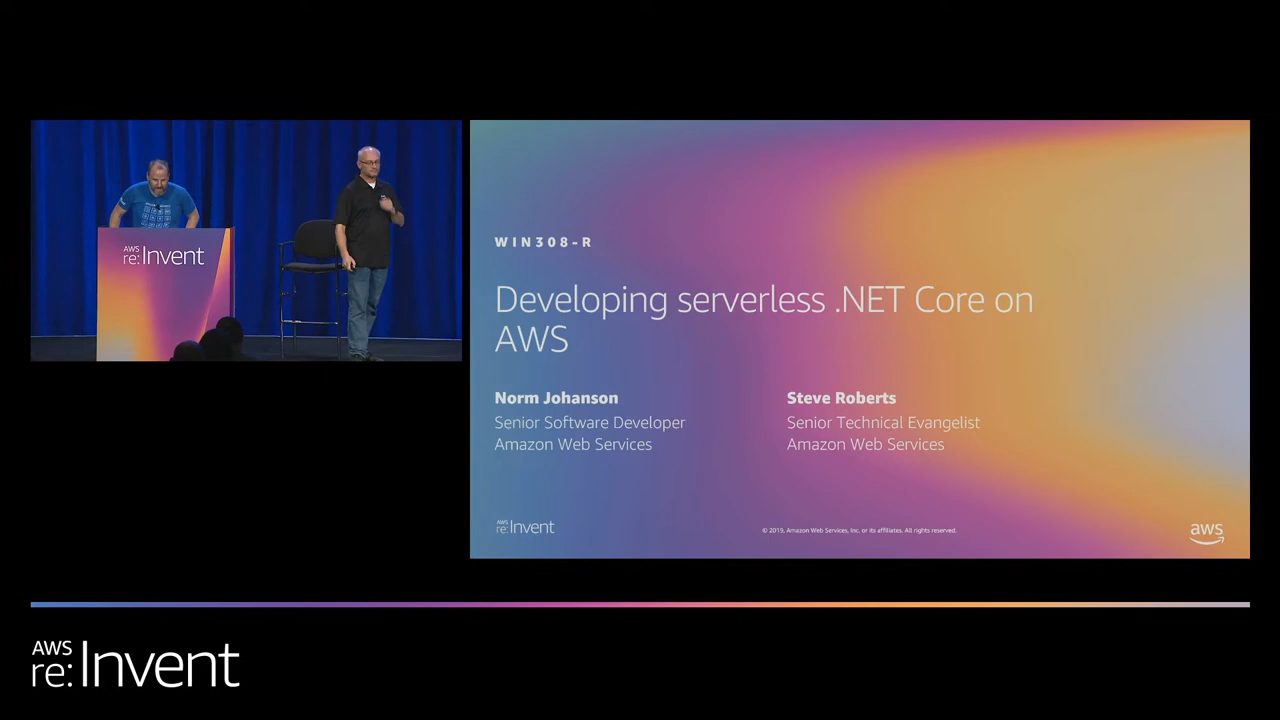 AWS
re:Invent
WIN308-R
Developing serverless .NET Core on
AWS
Norm Johanson
Senior Software Developer
Amazon Web Services
Steve Roberts
Senior Technical Evangelist
Amazon Web Services
AWS
re:Invent
© 2019, Amazon Web Services, Inc. or its affiliates. All rights reserved.
aws
AWS
re:Invent